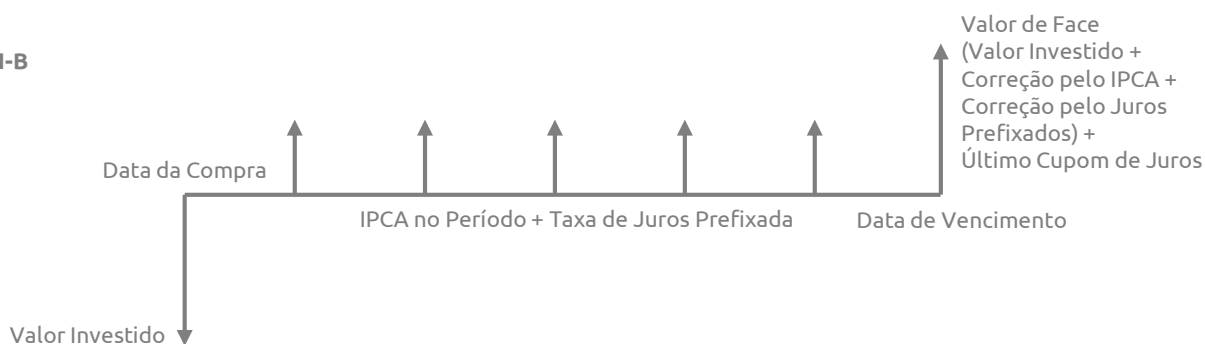 I-B
Valor de Face
(Valor Investido +
Correção pelo IPCA +
Correção pelo Juros
Prefixados) +
Último Cupom de Juros
Data da Compra
IPCA no Período + Taxa de Juros Prefixada
Data de Vencimento
Valor Investido